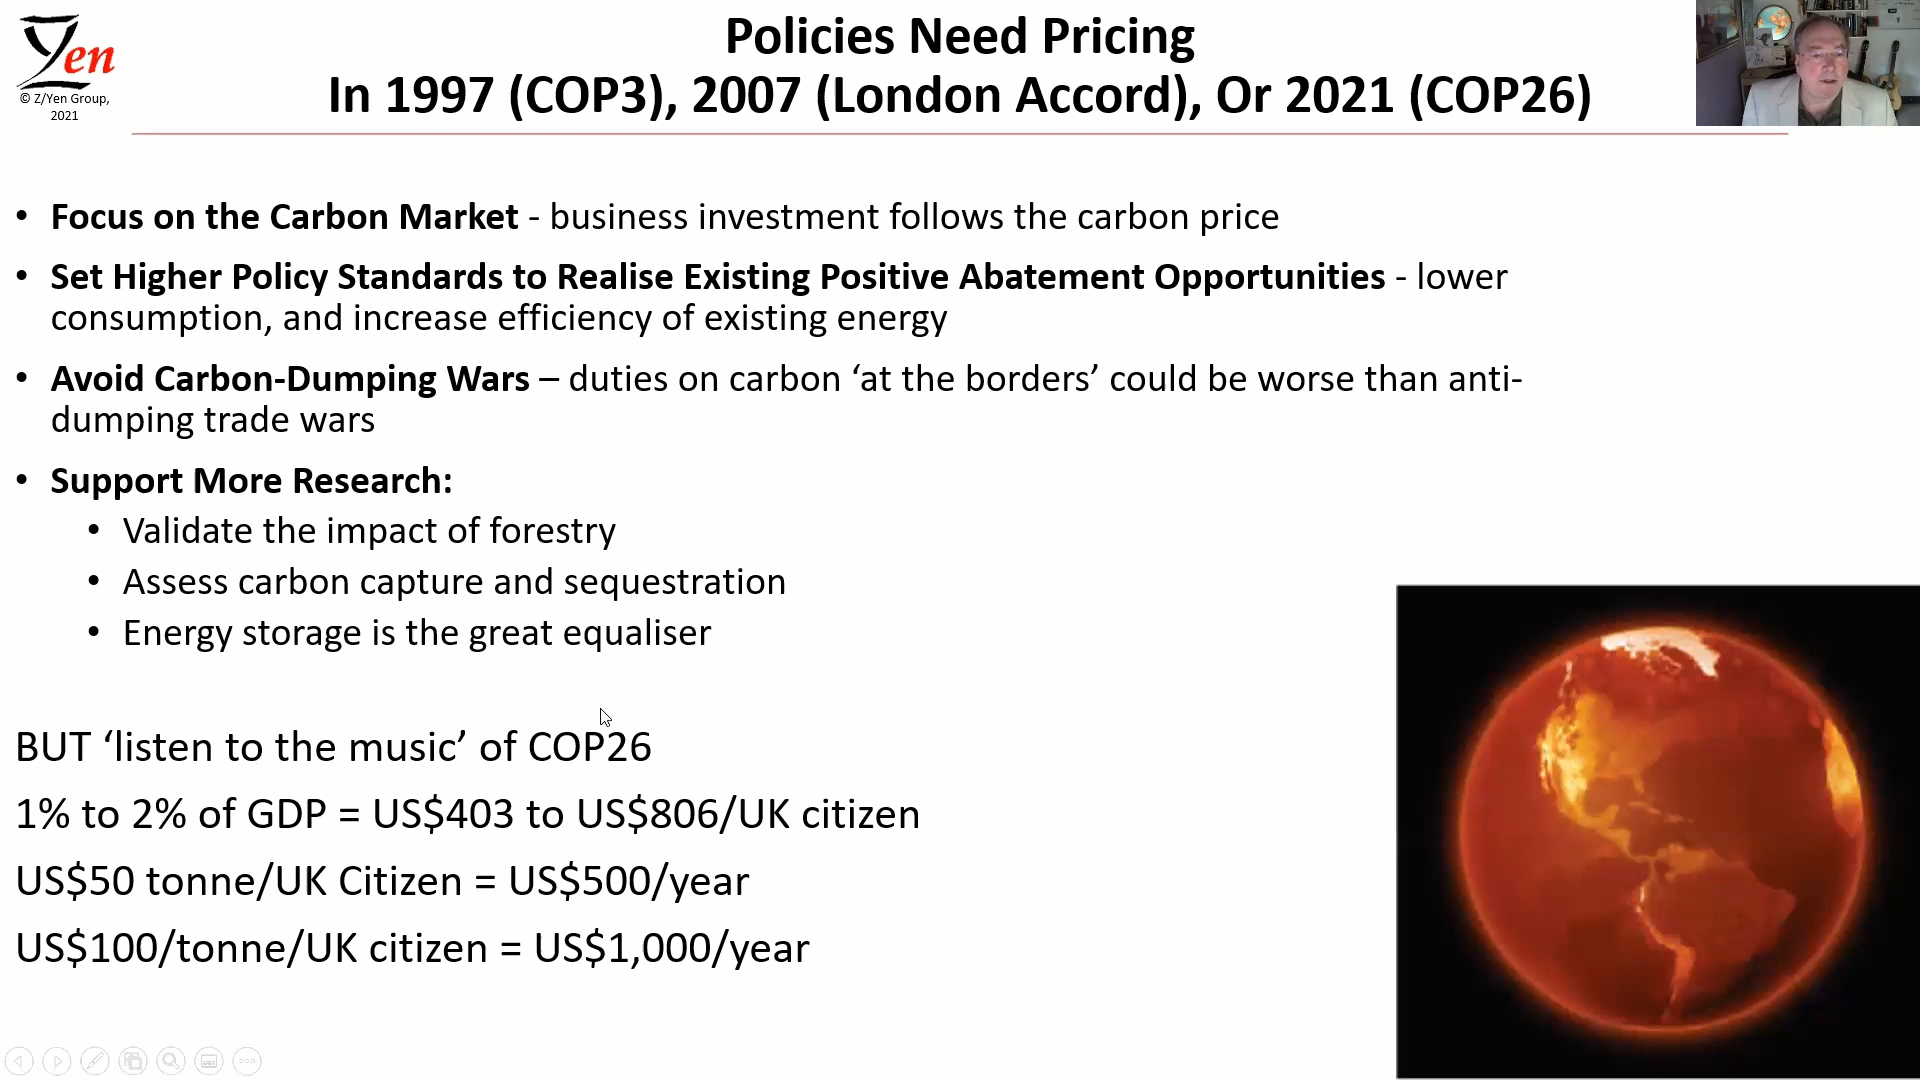 Yen
© Z/Yen Group,
2021
Policies Need Pricing
In 1997 (COP3), 2007 (London Accord), Or 2021 (COP26)
• Focus on the Carbon Market - business investment follows the carbon price
• Set Higher Policy Standards to Realise Existing Positive Abatement Opportunities - lower
consumption, and increase efficiency of existing energy
• Avoid Carbon-Dumping Wars – duties on carbon ‘at the borders’ could be worse than anti-
dumping trade wars
• Support More Research:
• Validate the impact of forestry
• Assess carbon capture and sequestration
• Energy storage is the great equaliser
BUT ‘listen to the music’ of COP26
1% to 2% of GDP = US$403 to US$806/UK citizen
US$50 tonne/UK Citizen = US$500/year
US$100/tonne/UK citizen = US$1,000/year